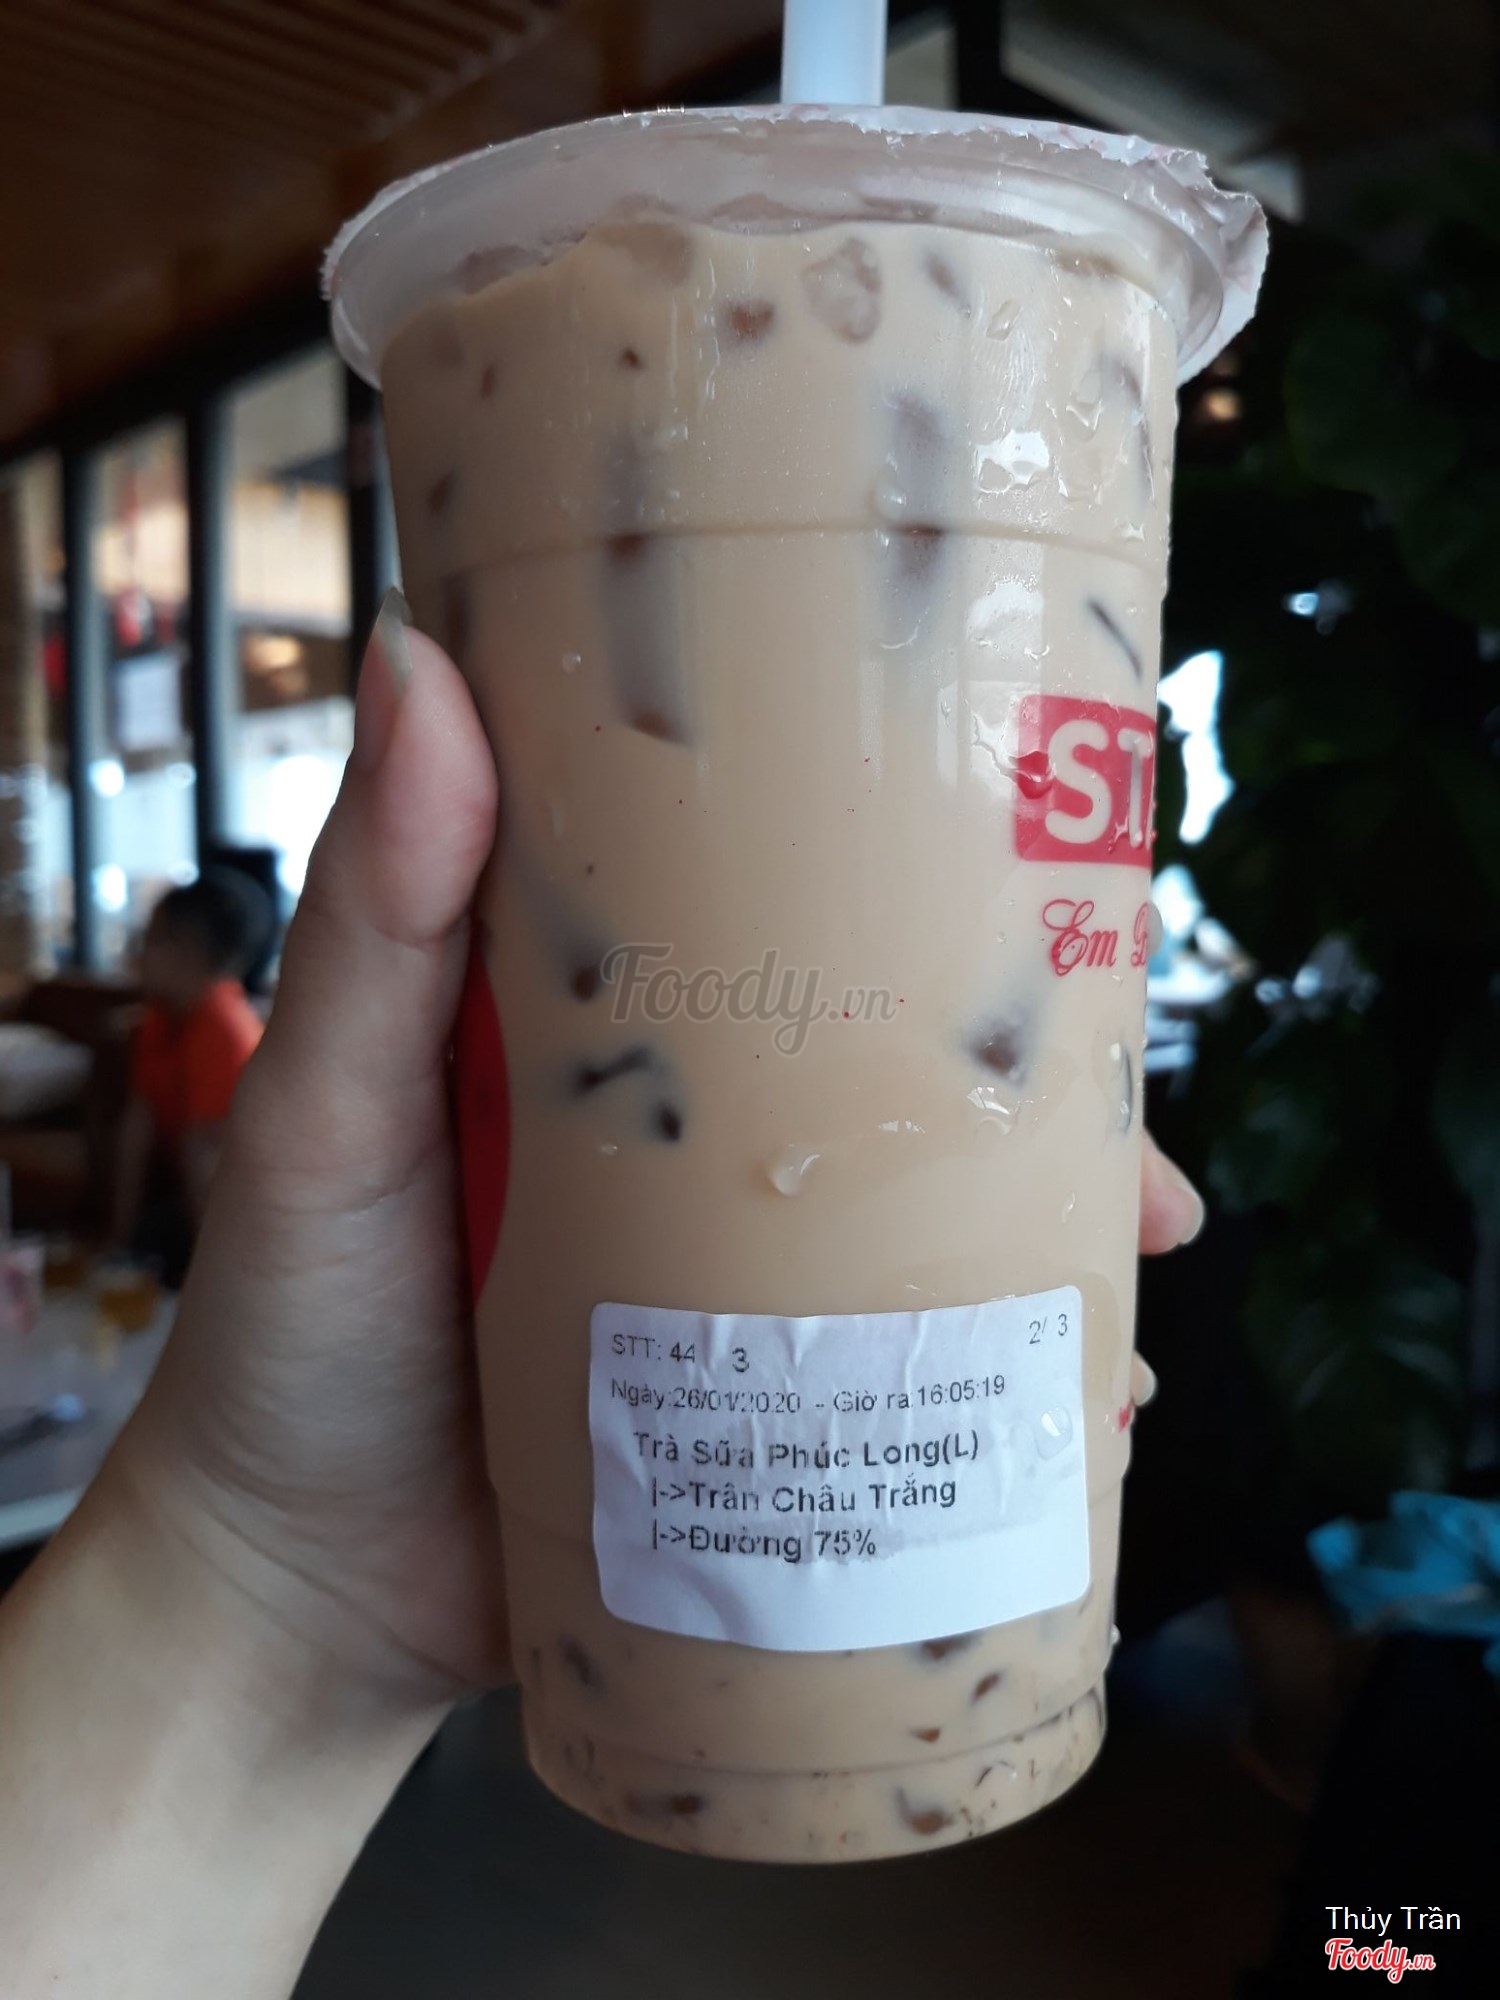 ST
Em
Foody.vn
STT: 44 3 2/ 3
Ngày:26/01/2020 - Giờ ra:16:05:19
Trà Sữa Phúc Long(L)
|->Trân Châu Trắng
|->Đường 75%
Thủy Trần
Foody.vn